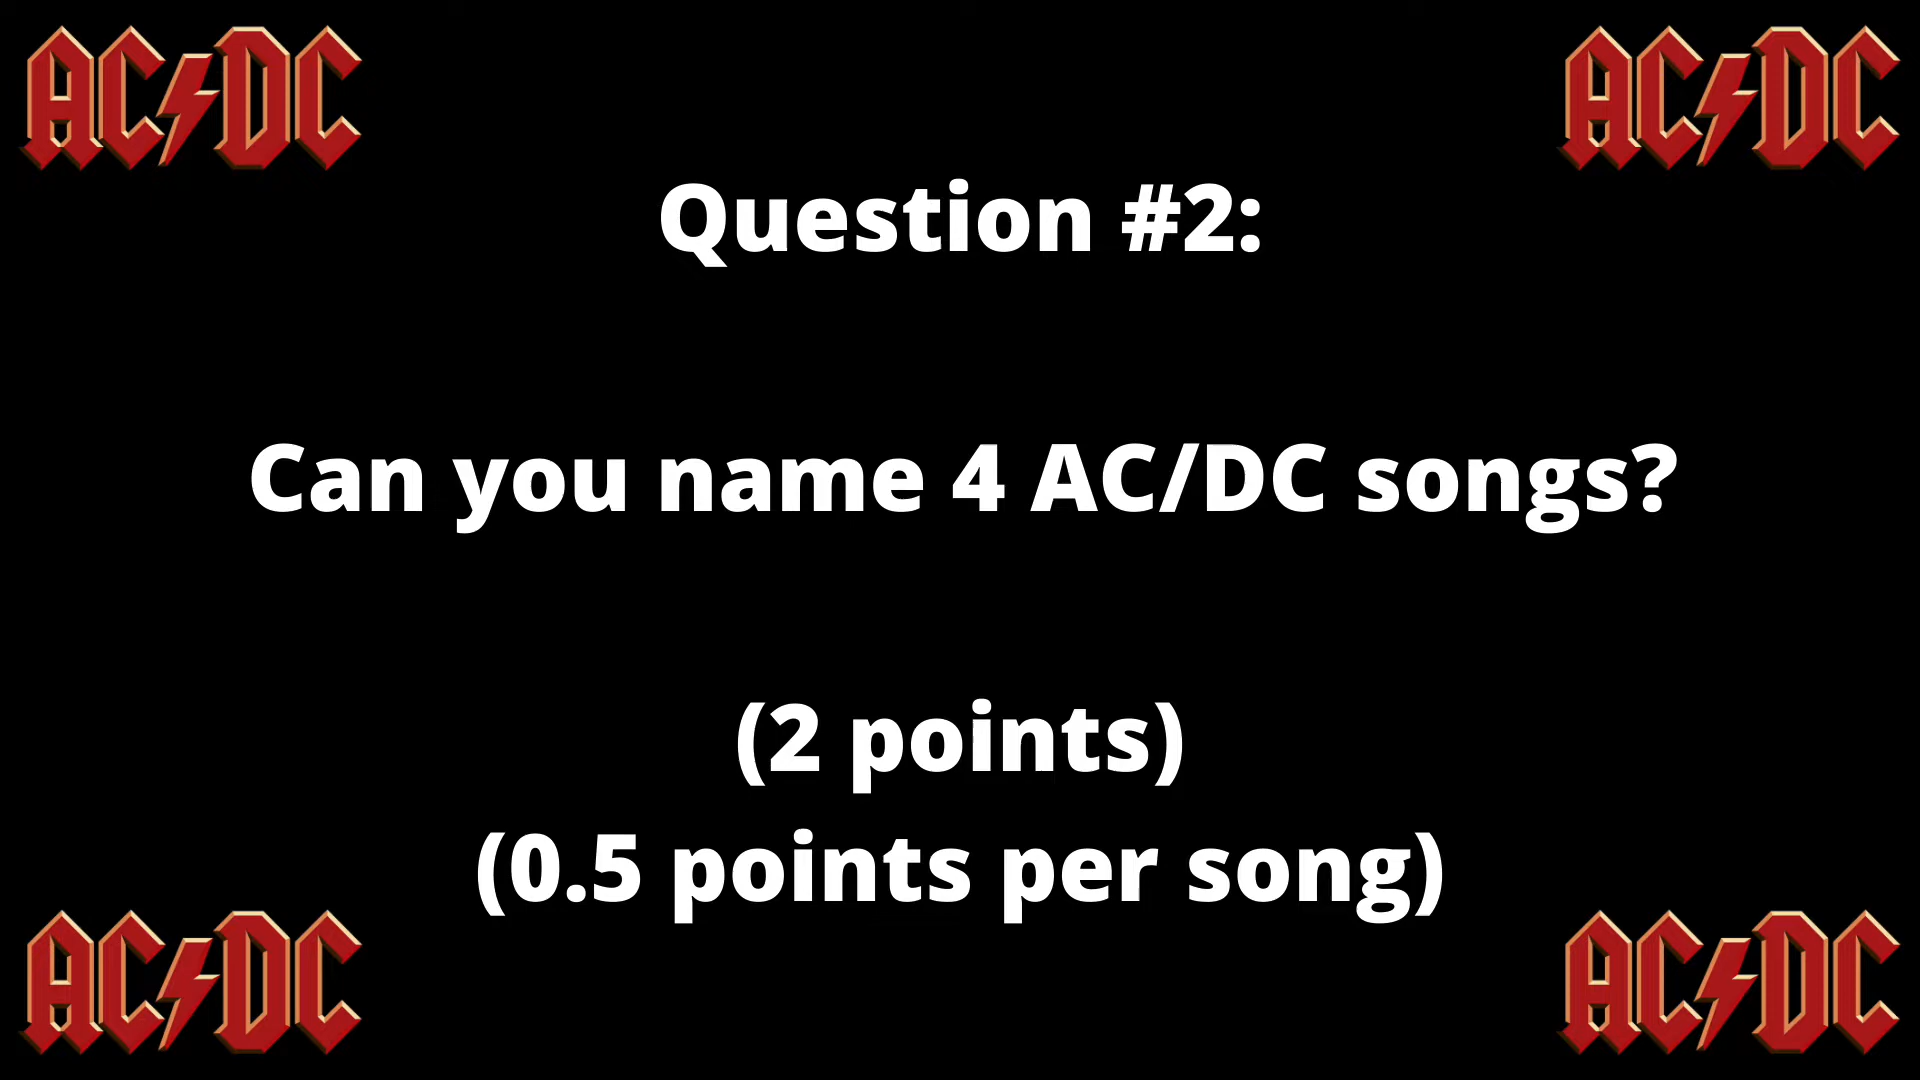 AC/DC AC/DC
Question #2:
Can you name 4 AC/DC songs?
(2 points)
(0.5 points per song)
AC/DC AC/DC